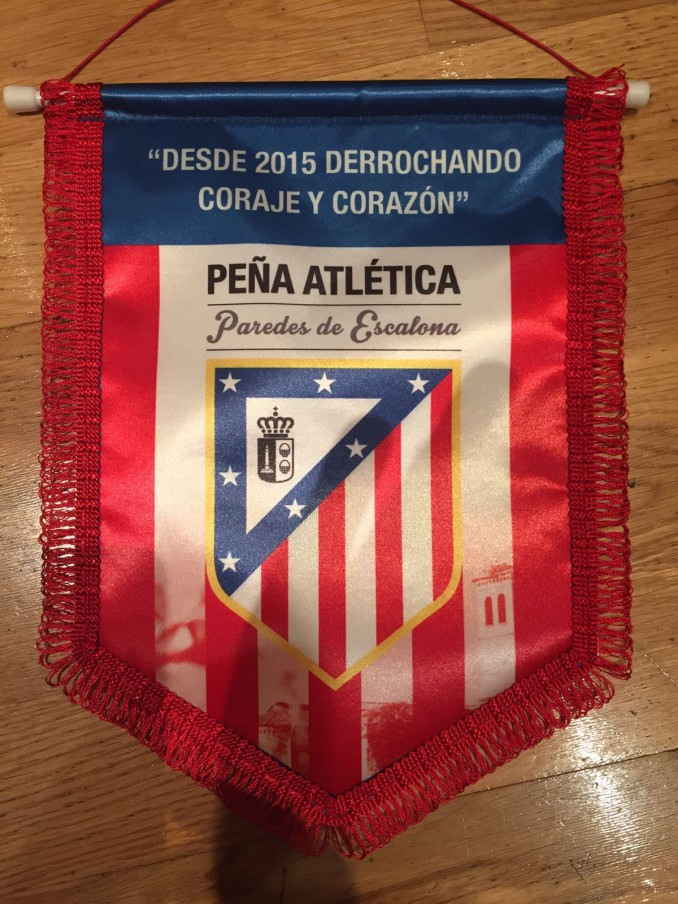 “DESDE 2015 DERROCHANDO
CORAJE Y CORAZÓN”
PEÑA ATLÉTICA
Paredes de Escalona